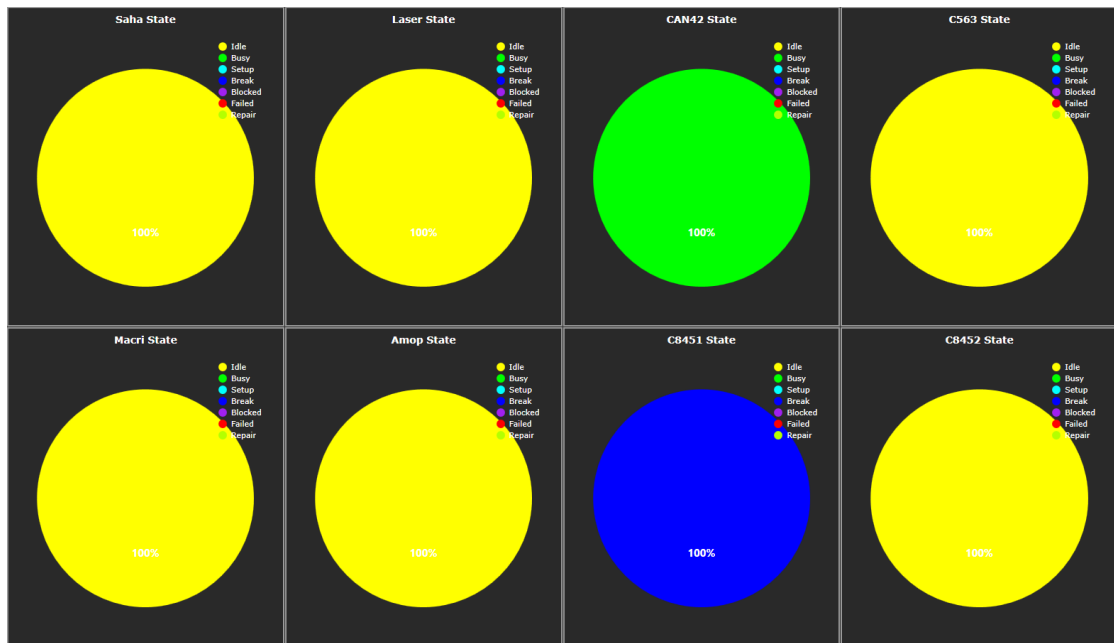 Saha State
Idle
Busy
Setup
Break
Blocked
Failed
Repair
100%
Laser State
Idle
Busy
Setup
Break
Blocked
Failed
Repair
100%
CAN42 State
Idle
Busy
Setup
Break
Blocked
Failed
Repair
100%
C563 State
Idle
Busy
Setup
Break
Blocked
Failed
Repair
100%
Macri State
Idle
Busy
Setup
Break
Blocked
Failed
Repair
100%
Amop State
Idle
Busy
Setup
Break
Blocked
Failed
Repair
100%
C8451 State
Idle
Busy
Setup
Break
Blocked
Failed
Repair
100%
C8452 State
Idle
Busy
Setup
Break
Blocked
Failed
Repair
100%